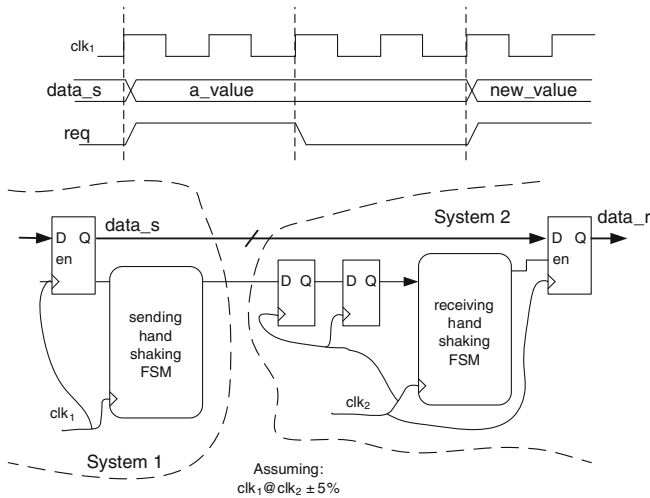 clk₁
data_s
a_value
new_value
req
data_s
System 2
data_r
D Q
en
D Q
D Q
D Q
en
sending
hand
shaking
FSM
receiving
hand
shaking
FSM
clk₁
clk₂
System 1
Assuming:
clk₁@clk₂ ± 5%